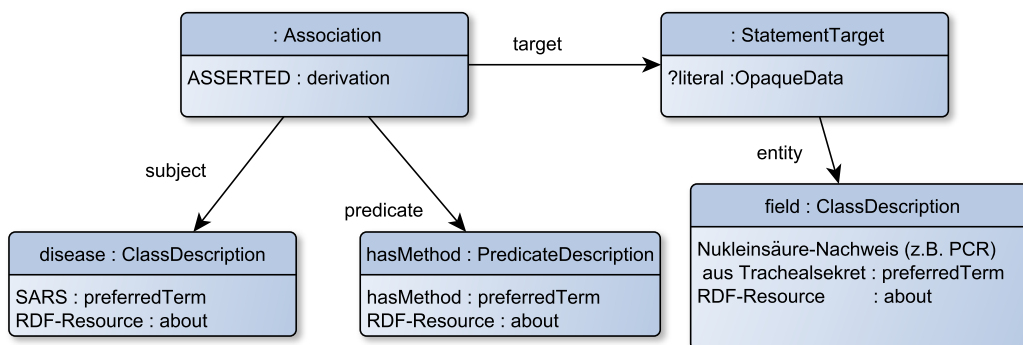 : Association
ASSERTED : derivation
target
: StatementTarget
?literal :OpaqueData
subject
predicate
entity
disease : ClassDescription
SARS : preferredTerm
RDF-Resource : about
hasMethod : PredicateDescription
hasMethod : preferredTerm
RDF-Resource : about
field : ClassDescription
Nukleinsäure-Nachweis (z.B. PCR)
aus Trachealsekret : preferredTerm
RDF-Resource : about